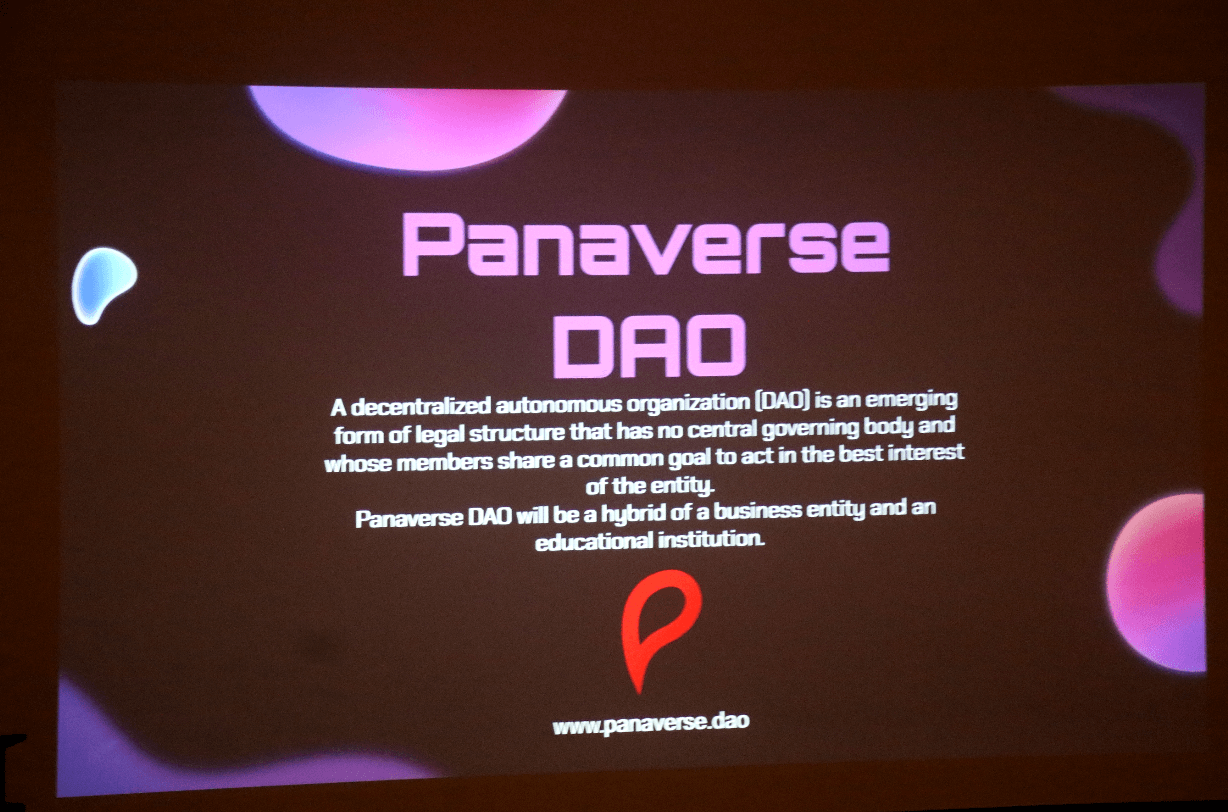 Panaverse
DAO
A decentralized autonomous organization (DAO) is an emerging
form of legal structure that has no central governing body and
whose members share a common goal to act in the best interest
of the entity.
Panaverse DAO will be a hybrid of a business entity and an
educational institution.
www.panaverse.dao